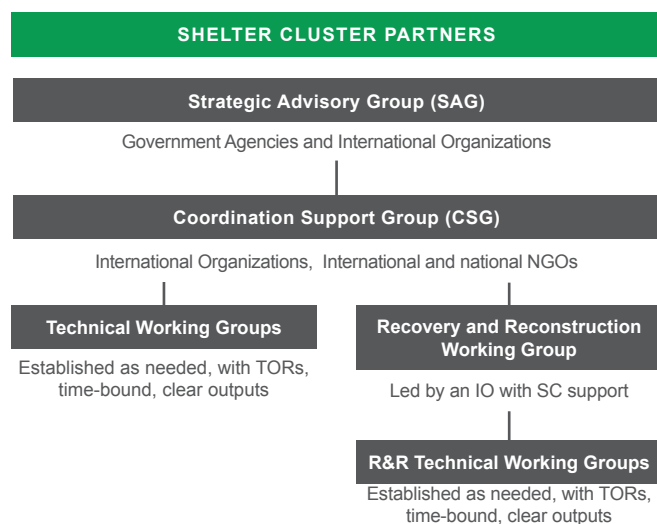 SHELTER CLUSTER PARTNERS
Strategic Advisory Group (SAG)
Government Agencies and International Organizations
Coordination Support Group (CSG)
International Organizations, International and national NGOs
Technical Working Groups
Established as needed, with TORs,
time-bound, clear outputs
Recovery and Reconstruction
Working Group
Led by an IO with SC support
R&R Technical Working Groups
Established as needed, with TORs,
time-bound, clear outputs